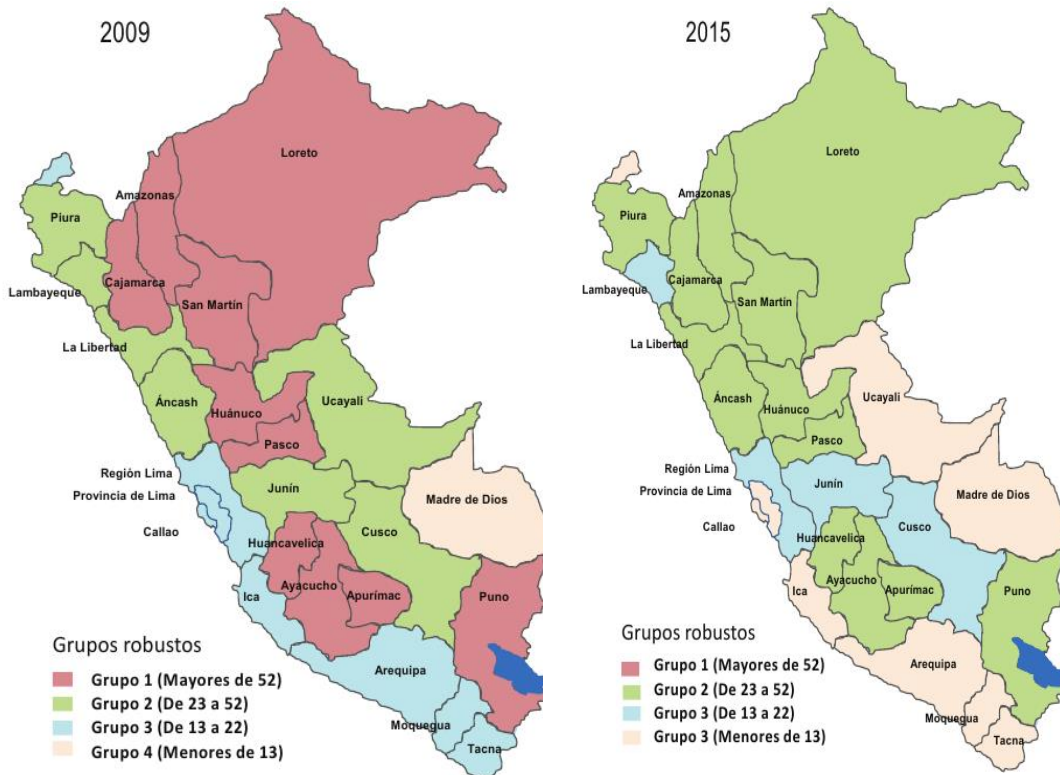 2009
Loreto
Amazonas
Piura
Cajamarca
Lambayeque
San Martín
La Libertad
Áncash
Huánuco
Ucayali
Pasco
Región Lima
Junín
Provincia de Lima
Madre de Dios
Callao
Cusco
Huancavelica
Ayacucho
Ica
Apurímac
Puno
Arequipa
Moquegua
Tacna
Grupos robustos
Grupo 1 (Mayores de 52)
Grupo 2 (De 23 a 52)
Grupo 3 (De 13 a 22)
Grupo 4 (Menores de 13)
2015
Loreto
Amazonas
Piura
Cajamarca
Lambayeque
San Martín
La Libertad
Áncash
Huánuco
Ucayali
Pasco
Región Lima
Junín
Provincia de Lima
Madre de Dios
Callao
Cusco
Huancavelica
Ayacucho
Ica
Apurímac
Puno
Arequipa
Moquegua
Tacna
Grupos robustos
Grupo 1 (Mayores de 52)
Grupo 2 (De 23 a 52)
Grupo 3 (De 13 a 22)
Grupo 3 (Menores de 13)